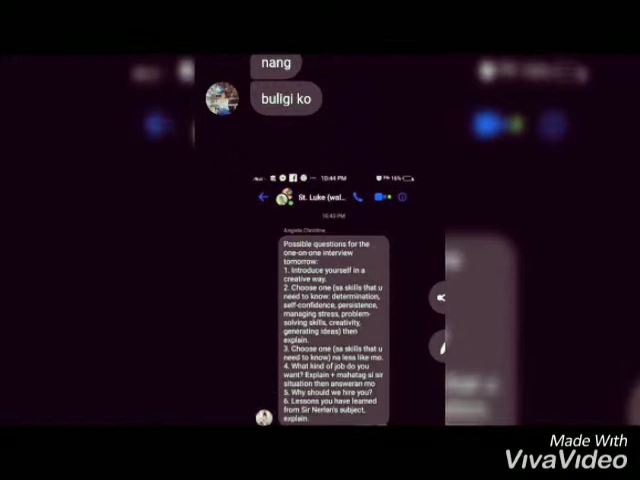 nang
buligi ko
10:44 PM
16%
St. Luke (wal...
10:43 PM
Angela Christine
Possible questions for the
one-on-one interview
tomorrow:
1. Introduce yourself in a
creative way.
2. Choose one (sa skills that u
need to know: determination,
self-confidence, persistence,
managing stress, problem-
solving skills, creativity,
generating ideas) then
explain.
3. Choose one (sa skills that u
need to know) na less like mo.
4. What kind of job do you
want? Explain + mahatag si sir
situation then answeran mo
5. Why should we hire you?
6. Lessons you have learned
from Sir Nerlan's subject,
explain.
Made With
VivaVideo